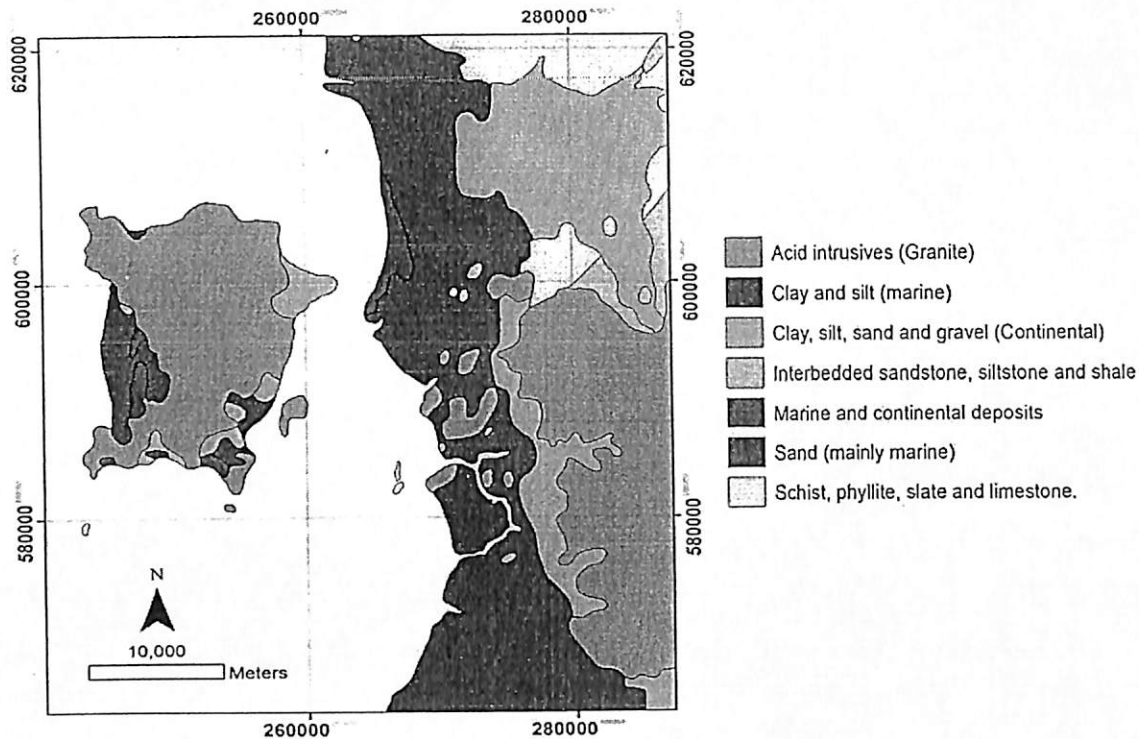 260000
280000
620000
620000
600000
600000
580000
580000
Acid intrusives (Granite)
Clay and silt (marine)
Clay, silt, sand and gravel (Continental)
Interbedded sandstone, siltstone and shale
Marine and continental deposits
Sand (mainly marine)
Schist, phyllite, slate and limestone.
N
10,000
Meters
260000
280000